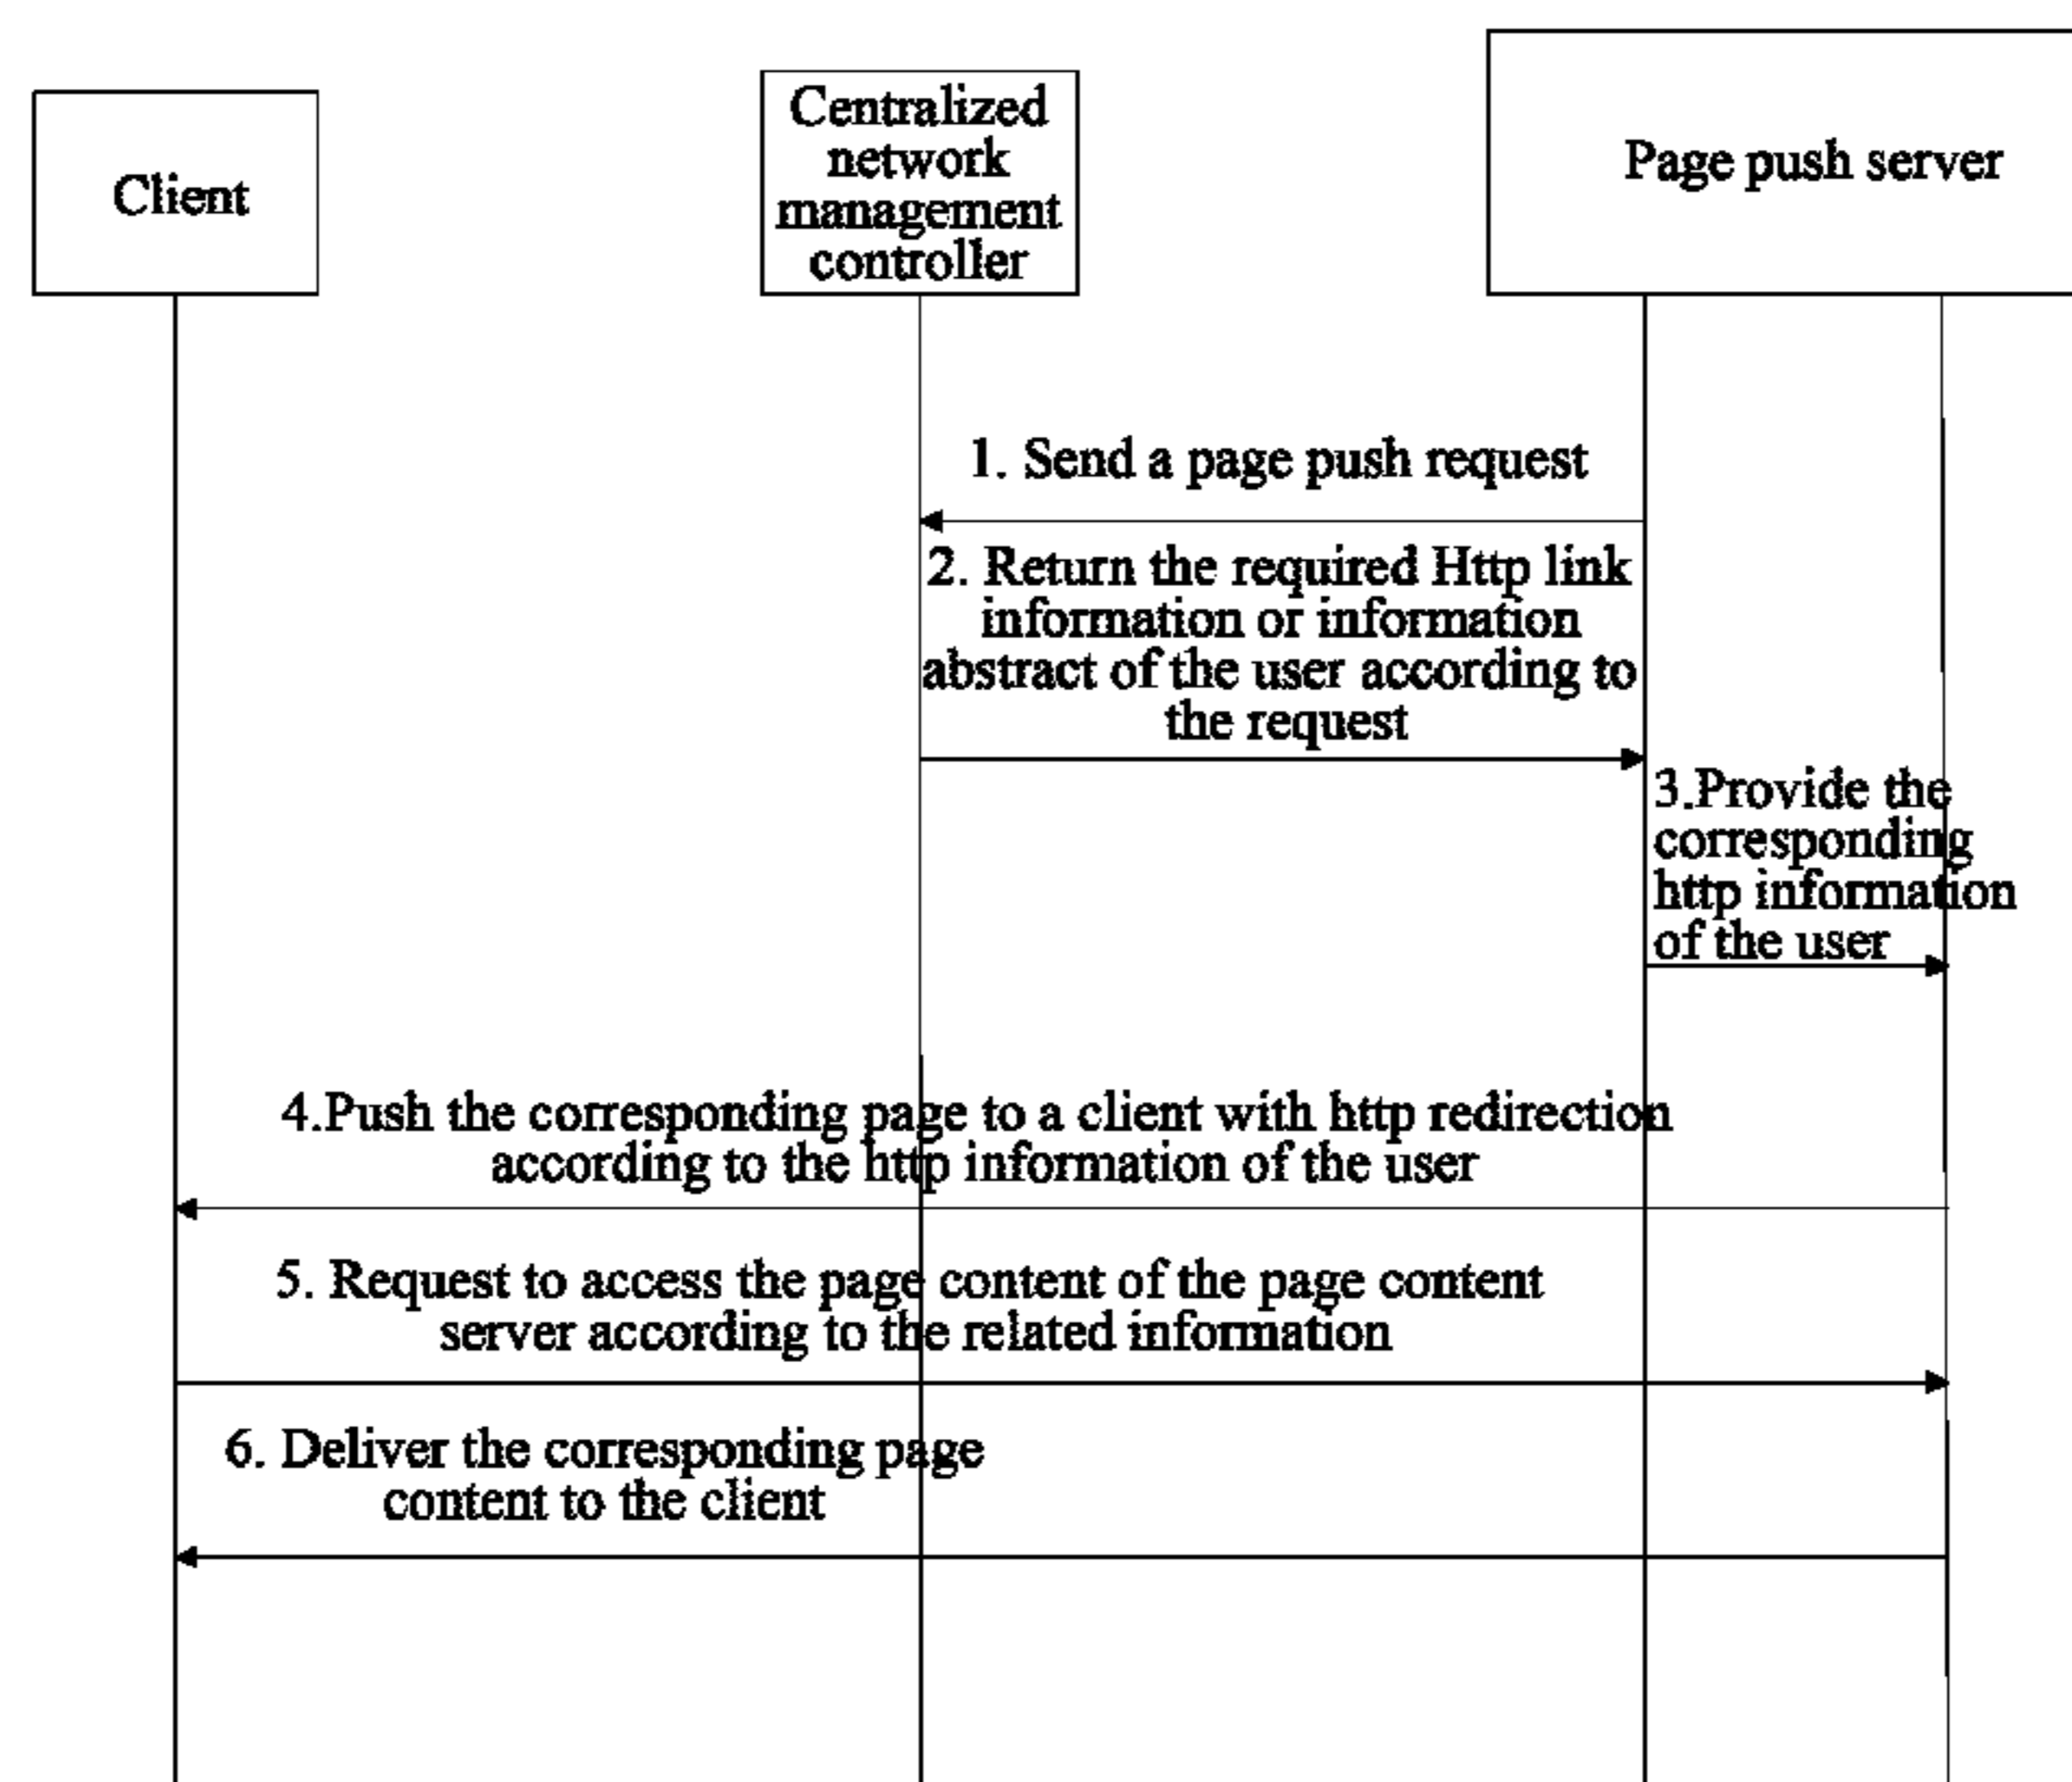 Client
Centralized
network
management
controller
Page push server
1. Send a page push request
2. Return the required Http link
information or information
abstract of the user according to
the request
3.Provide the
corresponding
http information
of the user
4.Push the corresponding page to a client with http redirection
according to the http information of the user
5. Request to access the page content of the page content
server according to the related information
6. Deliver the corresponding page
content to the client